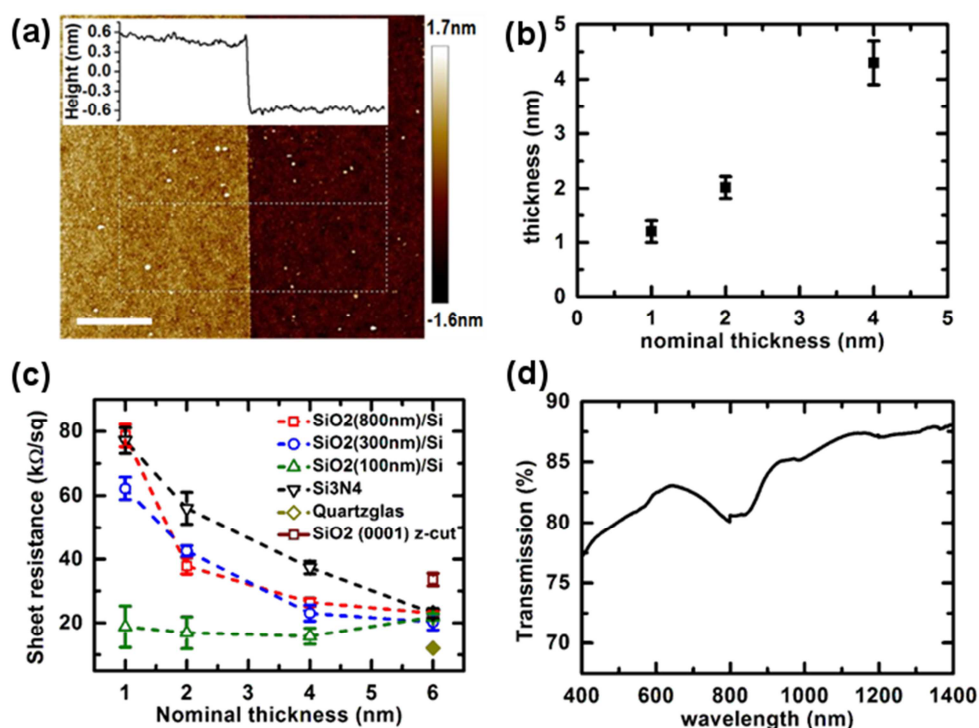 (a)
Height (nm)
0.6
0.3
0.0
-0.3
-0.6
1.7nm
-1.6nm
(b)
thickness (nm)
5
4
3
2
1
0
0 1 2 3 4 5
nominal thickness (nm)
(c)
Sheet resistance (kΩ/sq)
80
60
40
20
SiO2(800nm)/Si
SiO2(300nm)/Si
SiO2(100nm)/Si
Si3N4
Quartzglas
SiO2 (0001) z-cut
1 2 3 4 5 6
Nominal thickness (nm)
(d)
Transmission (%)
90
85
80
75
70
400 600 800 1000 1200 1400
wavelength (nm)